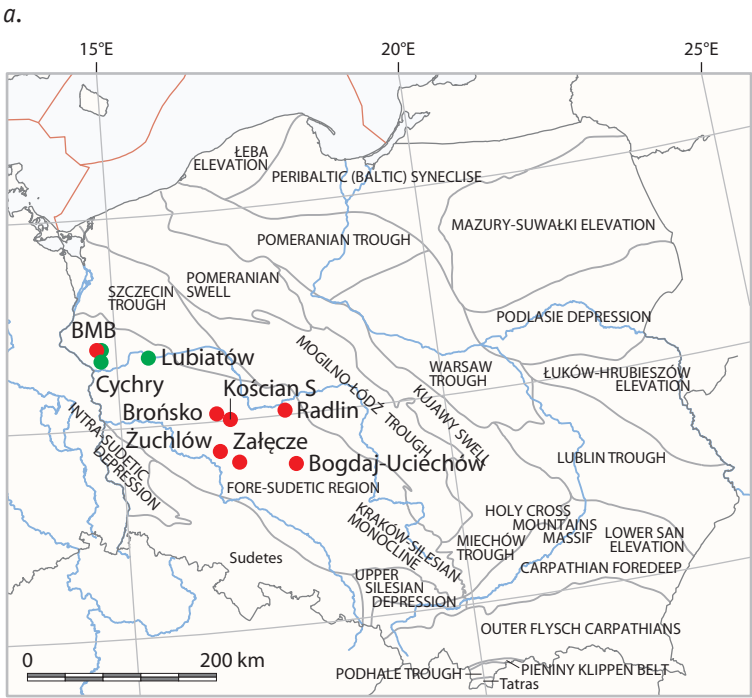 a.
15°E
20°E
25°E
ŁEBA
ELEVATION
PERIBALTIC (BALTIC) SYNECLISE
MAZURY-SUWAŁKI ELEVATION
POMERANIAN TROUGH
POMERANIAN
SWELL
SZCZECIN
TROUGH
PODLASIE DEPRESSION
BMB
Lubiatów
Cychry
MOGILNO-ŁÓDZ TROUGH
WARSAW
TROUGH
ŁUKÓW-HRUBIESZÓW
ELEVATION
KUJAWY SWELL
Kościan S
Brońsko
Radlin
Żuchlów
Załęcze
Bogdaj-Uciechów
INTRA-SUDETIC
DEPRESSION
LUBLIN TROUGH
FORE-SUDETIC REGION
HOLY CROSS
MOUNTAINS
MASSIF
KRAKÓW-SILESIAN
MONOCLINE
MIECHÓW
TROUGH
LOWER SAN
ELEVATION
Sudetes
CARPATHIAN FOREDEEP
UPPER
SILESIAN
DEPRESSION
OUTER FLYSCH CARPATHIANS
0
200 km
PODHALE TROUGH
PIENINY KLIPPEN BELT
Tatras